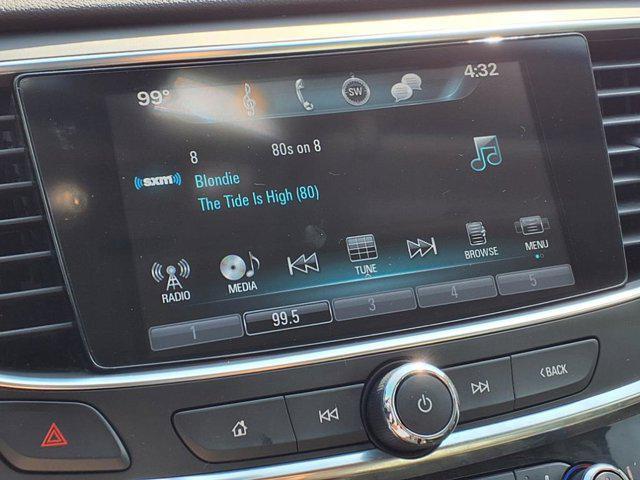 99° SW 4:32
8 80s on 8
((sxm)) Blondie
The Tide Is High (80)
RADIO MEDIA TUNE BROWSE MENU
1 99.5 3 4 5
<BACK